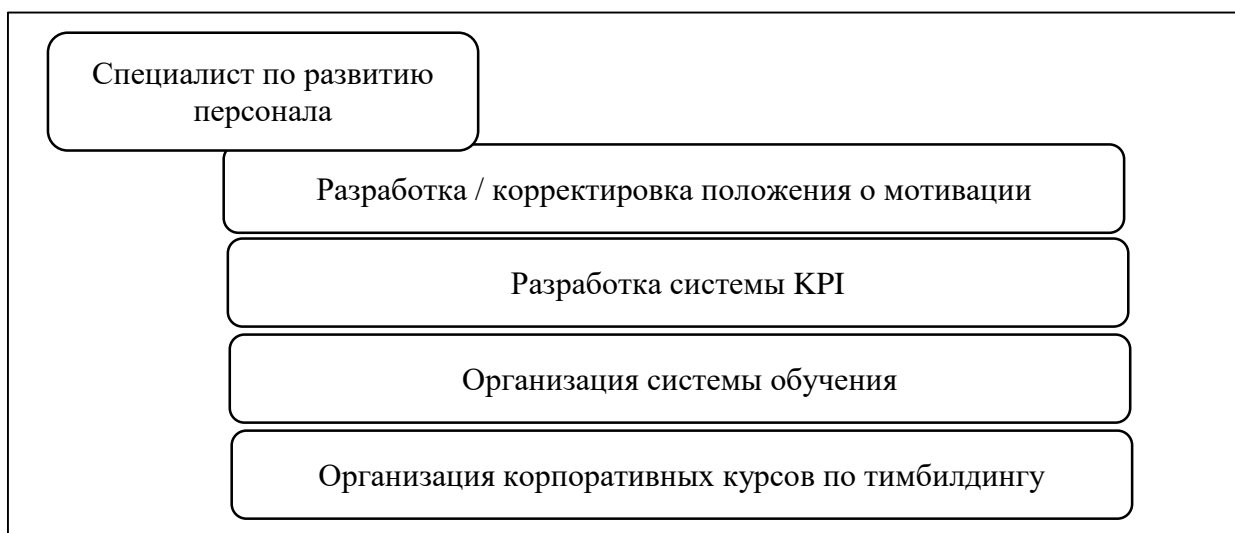 Специалист по развитию
персонала
Разработка / корректировка положения о мотивации
Разработка системы KPI
Организация системы обучения
Организация корпоративных курсов по тимбилдингу